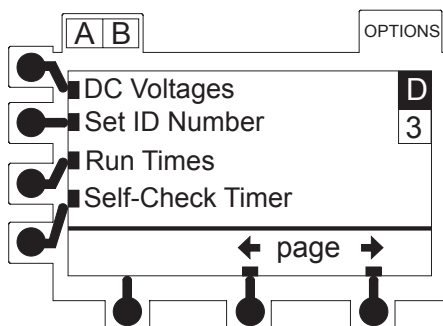 A B
OPTIONS
DC Voltages
D
Set ID Number
3
Run Times
Self-Check Timer
page